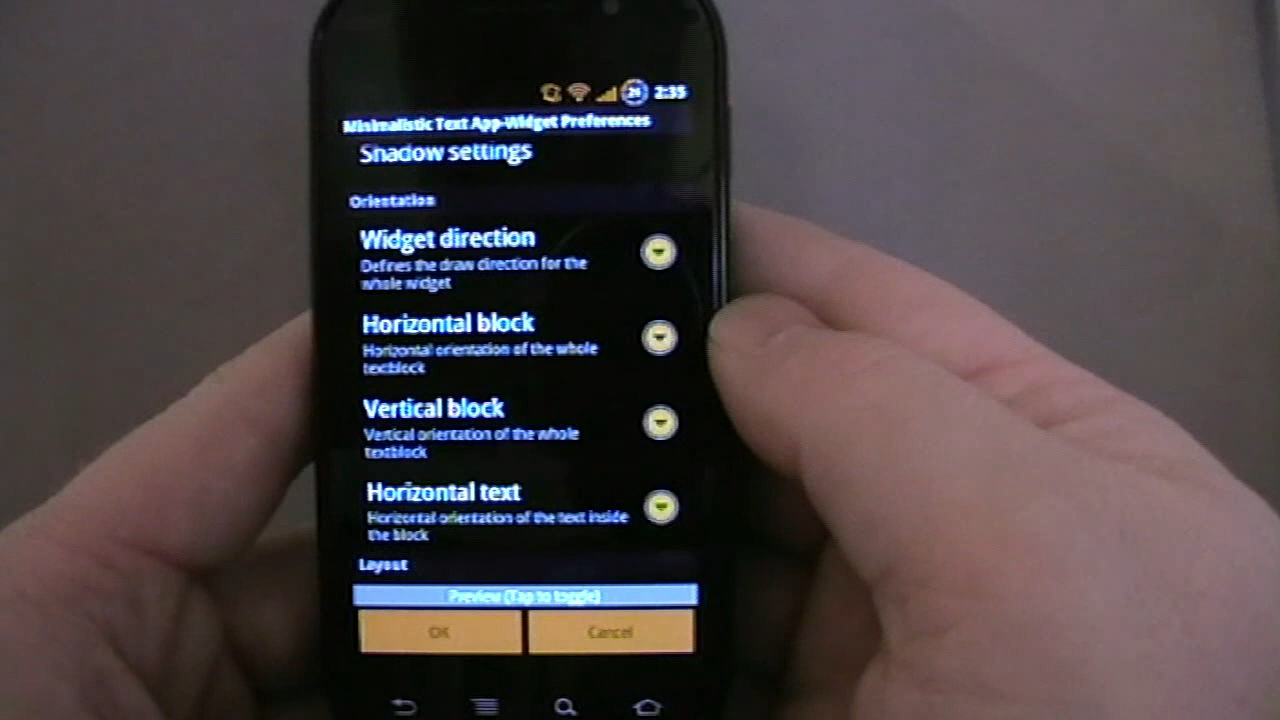 2:35
Minimalistic Text App-Widget Preferences
Shadow settings
Orientation
Widget direction
Defines the draw direction for the
whole widget
Horizontal block
Horizontal orientation of the whole
textblock
Vertical block
Vertical orientation of the whole
textblock
Horizontal text
Horizontal orientation of the text inside
the block
Layout
Preview (Tap to toggle)
OK Cancel